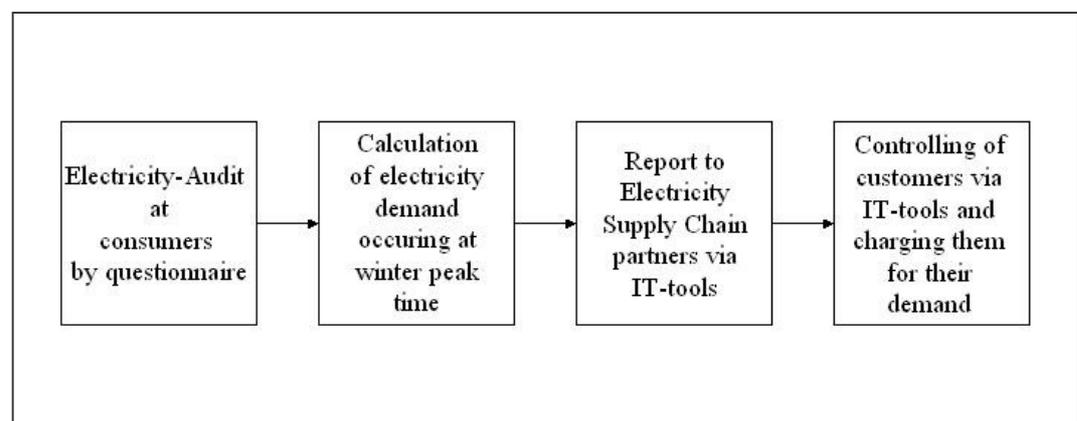 Electricity-Audit
at
consumers
by questionnaire
Calculation
of electricity
demand
occuring at
winter peak
time
Report to
Electricity
Supply Chain
partners via
IT-tools
Controlling of
customers via
IT-tools and
charging them
for their
demand